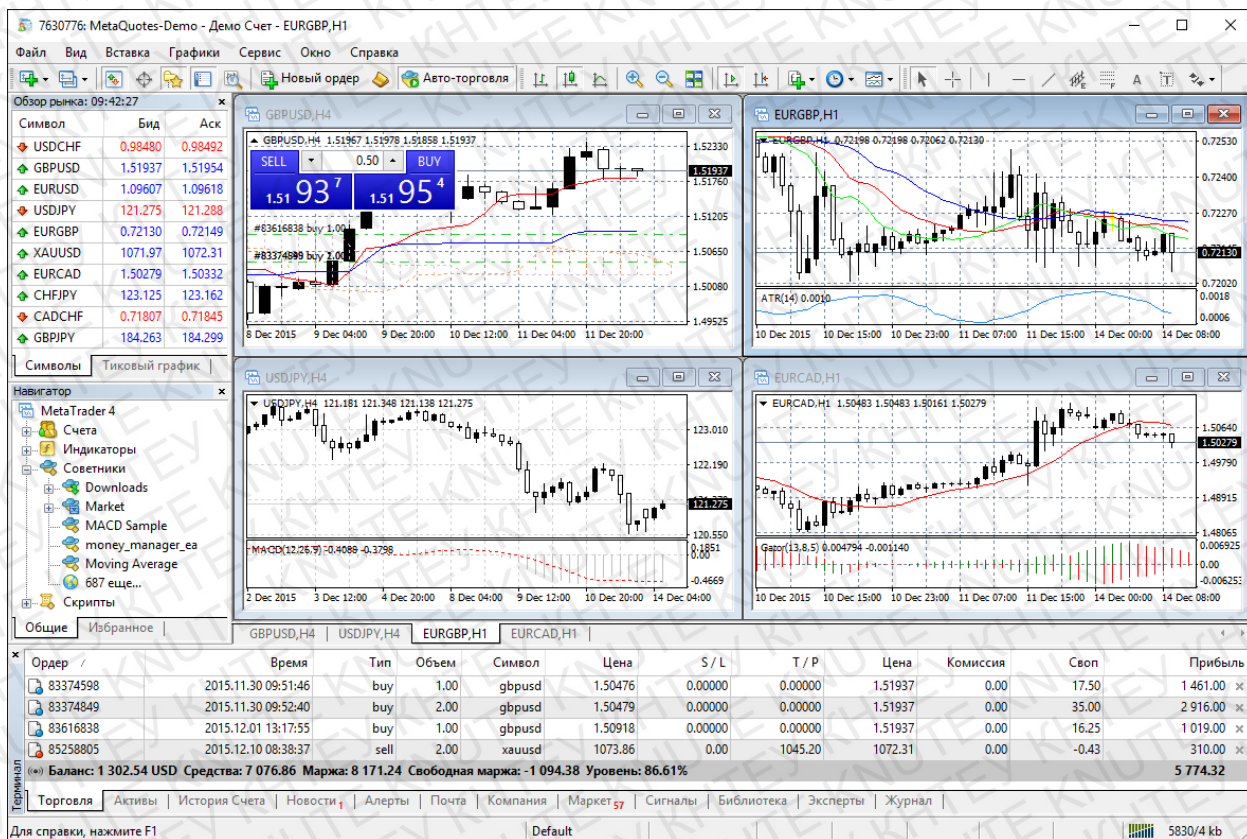 7630776: MetaQuotes-Demo - Демо Счет - EURGBP,H1
Файл Вид Вставка Графики Сервис Окно Справка
Новый ордер Авто-торговля
Обзор рынка: 09:42:27
Символ Бид Аск
USDCHF 0.98480 0.98492
GBPUSD 1.51937 1.51954
EURUSD 1.09607 1.09618
USDJPY 121.275 121.288
EURGBP 0.72130 0.72149
XAUUSD 1071.97 1072.31
EURCAD 1.50279 1.50332
CHFJPY 123.125 123.162
CADCHF 0.71807 0.71845
GBPJPY 184.263 184.299
Символы Тиковый график
Навигатор
MetaTrader 4
Счета
Индикаторы
Советники
Downloads
Market
MACD Sample
money_manager_ea
Moving Average
687 еще...
Скрипты
Общие Избранное
GBPUSD,H4
GBPUSD,H4 1.51967 1.51978 1.51858 1.51937
SELL 0.50 BUY
1.51 93 7 1.51 95 4
#83616838 buy 1.00
#83374849 buy 2.00
1.52330
1.51937
1.51760
1.51205
1.50650
1.50080
1.49525
8 Dec 2015 9 Dec 04:00 9 Dec 20:00 10 Dec 12:00 11 Dec 04:00 11 Dec 20:00
EURGBP,H1
EURGBP,H1 0.72198 0.72198 0.72062 0.72130
0.72530
0.72400
0.72270
0.72130
0.72020
ATR(14) 0.0010
0.0018
0.0006
10 Dec 2015 10 Dec 15:00 10 Dec 23:00 11 Dec 07:00 11 Dec 15:00 14 Dec 00:00 14 Dec 08:00
USDJPY,H4
USDJPY,H4 121.181 121.348 121.138 121.275
123.010
122.190
121.275
120.550
MACD(12,26,9) -0.4088 -0.3798
0.1851
0.00
-0.4669
2 Dec 2015 3 Dec 12:00 4 Dec 20:00 8 Dec 04:00 9 Dec 12:00 10 Dec 20:00 14 Dec 04:00
EURCAD,H1
EURCAD,H1 1.50483 1.50483 1.50161 1.50279
1.50640
1.50279
1.49790
1.48915
1.48065
Gator(13,8,5) 0.004794 -0.001140
0.006925
0.00
-0.006253
10 Dec 2015 10 Dec 15:00 10 Dec 23:00 11 Dec 07:00 11 Dec 15:00 14 Dec 00:00 14 Dec 08:00
GBPUSD,H4 USDJPY,H4 EURGBP,H1 EURCAD,H1
Ордер Время Тип Объем Символ Цена S / L T / P Цена Комиссия Своп Прибыль
83374598 2015.11.30 09:51:46 buy 1.00 gbpusd 1.50476 0.00000 0.00000 1.51937 0.00 17.50 1 461.00
83374849 2015.11.30 09:52:40 buy 2.00 gbpusd 1.50479 0.00000 0.00000 1.51937 0.00 35.00 2 916.00
83616838 2015.12.01 13:17:55 buy 1.00 gbpusd 1.50918 0.00000 0.00000 1.51937 0.00 16.25 1 019.00
85258805 2015.12.10 08:38:37 sell 2.00 xauusd 1073.86 0.00 1045.20 1072.31 0.00 -0.43 310.00
Баланс: 1 302.54 USD Средства: 7 076.86 Маржа: 8 171.24 Свободная маржа: -1 094.38 Уровень: 86.61% 5 774.32
Терминал
Торговля Активы История Счета Новости 1 Алерты Почта Компания Маркет 57 Сигналы Библиотека Эксперты Журнал
Для справки, нажмите F1 Default 5830/4 kb